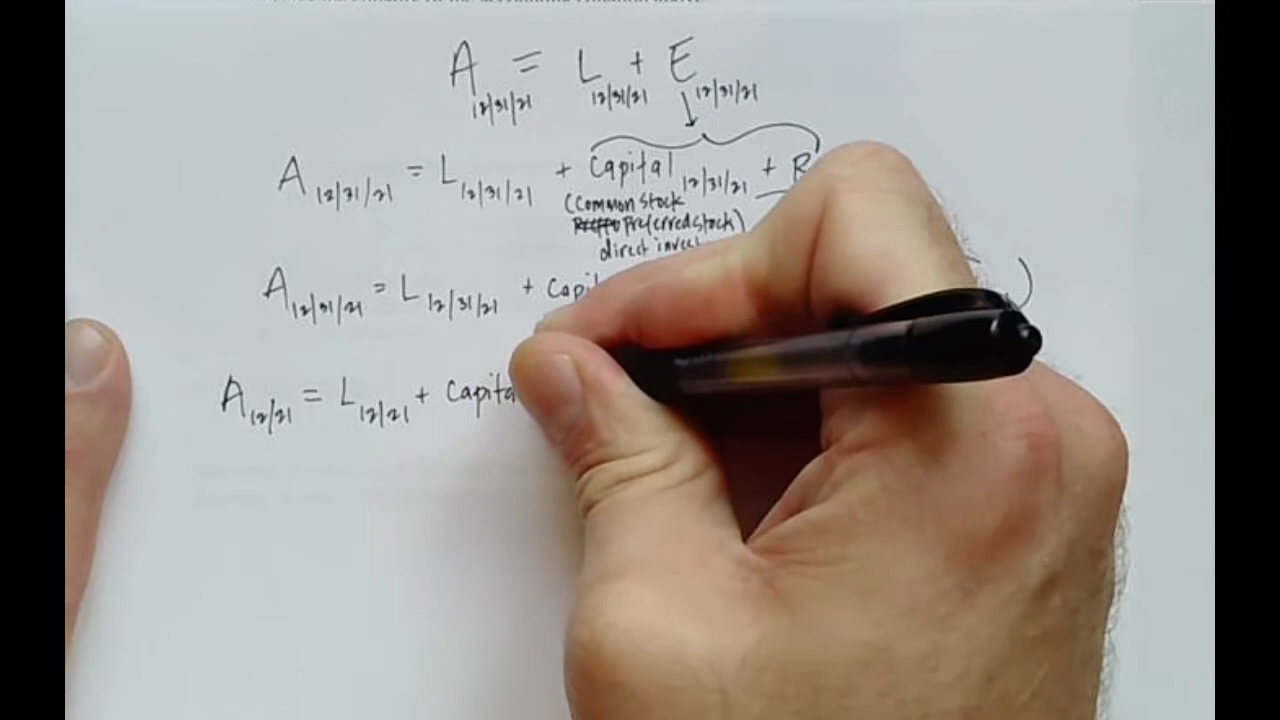 A = L + E
12/31/21 12/31/21 12/31/21
A 12/31/21 = L 12/31/21 + Capital 12/31/21 + R
(Common Stock
Preferred stock)
direct invest
A 12/31/21 = L 12/31/21 + Capi )
A 12/21 = L 12/21 + Capita